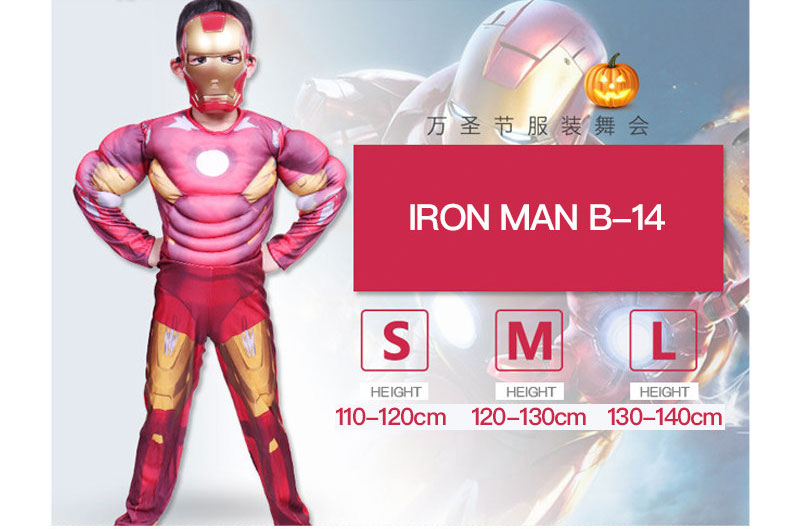 万圣节服装舞会
IRON MAN B-14
S M L
HEIGHT HEIGHT HEIGHT
110-120cm 120-130cm 130-140cm